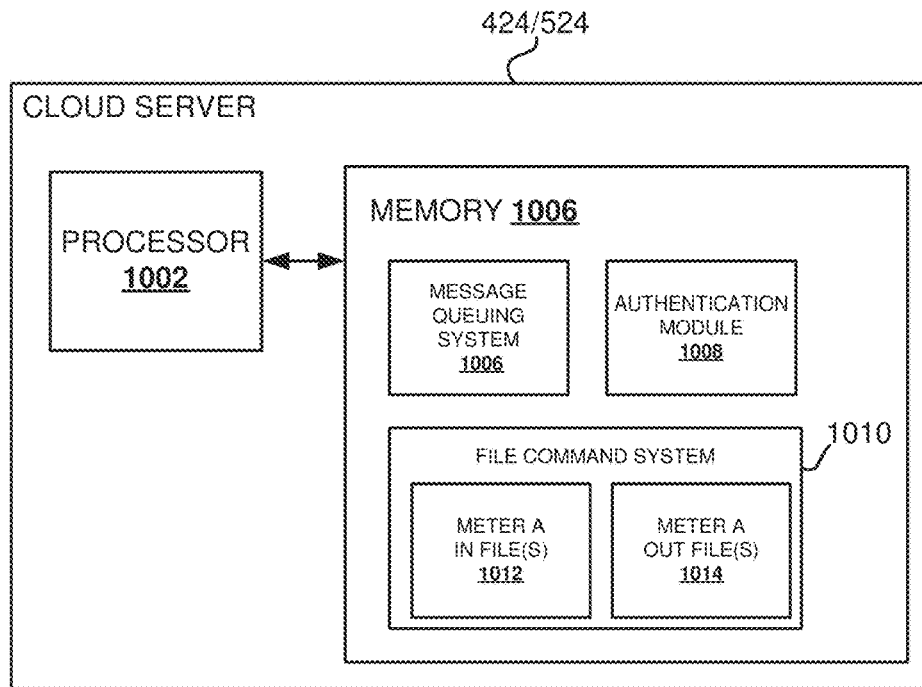 424/524
CLOUD SERVER
PROCESSOR
1002
MEMORY 1006
MESSAGE
QUEUING
SYSTEM
1006
AUTHENTICATION
MODULE
1008
1010
FILE COMMAND SYSTEM
METER A
IN FILE(S)
1012
METER A
OUT FILE(S)
1014